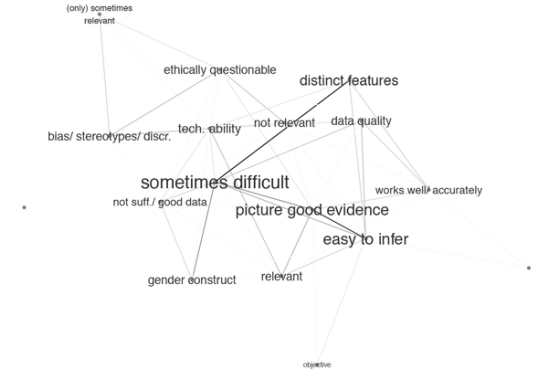 (only) sometimes
relevant
ethically questionable
distinct features
not relevant
data quality
tech. ability
bias/ stereotypes/ discr.
sometimes difficult
works well/ accurately
not suff./ good data
picture good evidence
easy to infer
gender construct
relevant
objective